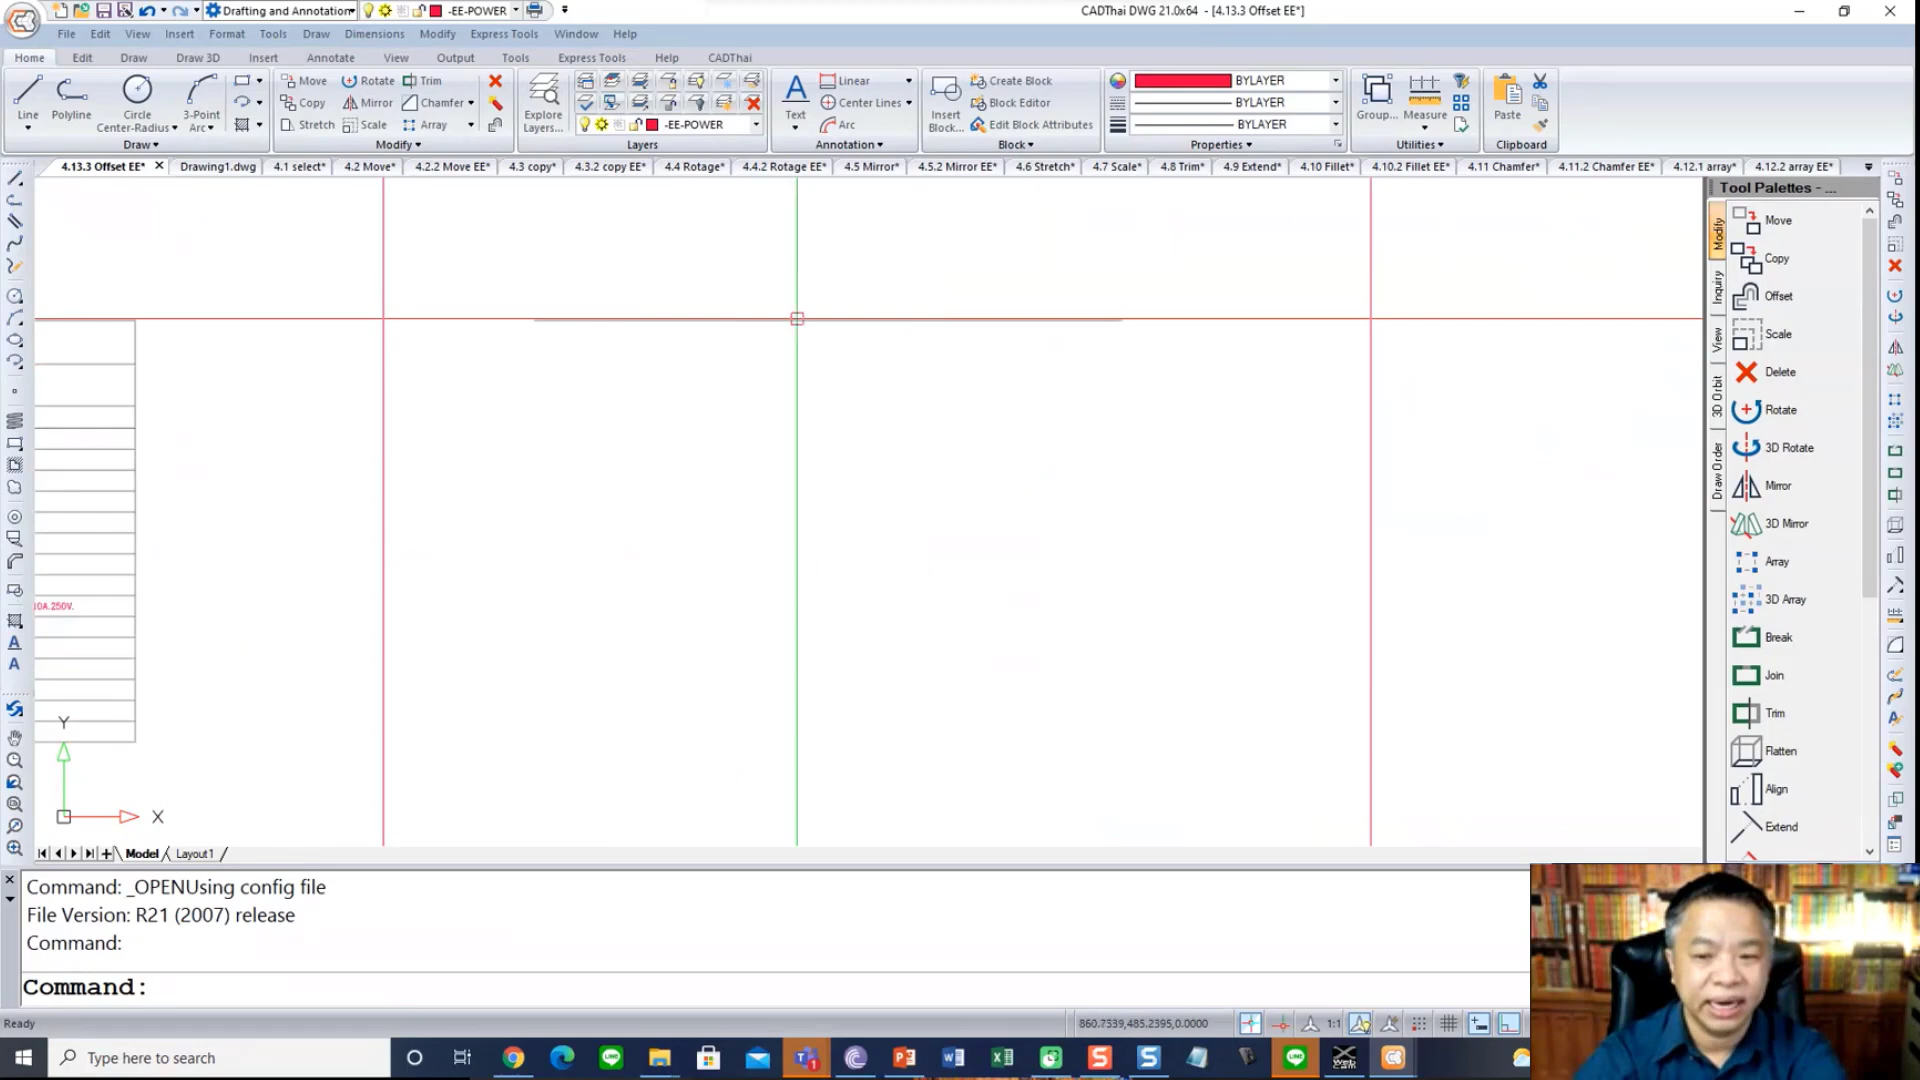 Drafting and Annotation
-EE-POWER
CADThai DWG 21.0x64 - [4.13.3 Offset EE*]
File Edit View Insert Format Tools Draw Dimensions Modify Express Tools Window Help
Home Edit Draw Draw 3D Insert Annotate View Output Tools Express Tools Help CADThai
Line
Polyline
Circle
Center-Radius
3-Point
Arc
Draw
Move Rotate Trim
Copy Mirror Chamfer
Stretch Scale Array
Modify
Explore
Layers...
-EE-POWER
Layers
Text
Linear
Center Lines
Arc
Annotation
Insert
Block...
Create Block
Block Editor
Edit Block Attributes
Block
BYLAYER
BYLAYER
BYLAYER
Properties
Group...
Measure
Utilities
Paste
Clipboard
4.13.3 Offset EE* Drawing1.dwg 4.1 select* 4.2 Move* 4.2.2 Move EE* 4.3 copy* 4.3.2 copy EE* 4.4 Rotage* 4.4.2 Rotage EE* 4.5 Mirror* 4.5.2 Mirror EE* 4.6 Stretch* 4.7 Scale* 4.8 Trim* 4.9 Extend* 4.10 Fillet* 4.10.2 Fillet EE* 4.11 Chamfer* 4.11.2 Chamfer EE* 4.12.1 array* 4.12.2 array EE*
Tool Palettes - ...
Modify
Inquiry
View
3D Orbit
Draw Order
Move
Copy
Offset
Scale
Delete
Rotate
3D Rotate
Mirror
3D Mirror
Array
3D Array
Break
Join
Trim
Flatten
Align
Extend
10A.250V.
Y
X
Model Layout1
Command: _OPENUsing config file
File Version: R21 (2007) release
Command:
Command:
Ready
860.7339,485.2395,0.0000
1:1
Type here to search